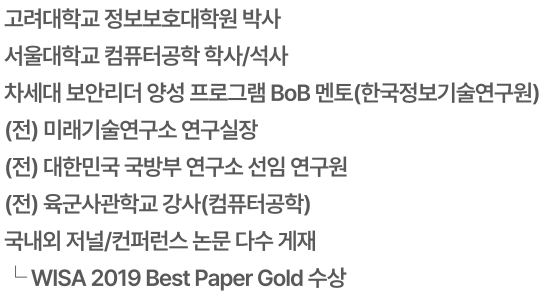 고려대학교 정보보호대학원 박사
서울대학교 컴퓨터공학 학사/석사
차세대 보안리더 양성 프로그램 BoB 멘토(한국정보기술연구원)
(전) 미래기술연구소 연구실장
(전) 대한민국 국방부 연구소 선임 연구원
(전) 육군사관학교 강사(컴퓨터공학)
국내외 저널/컨퍼런스 논문 다수 게재
└ WISA 2019 Best Paper Gold 수상